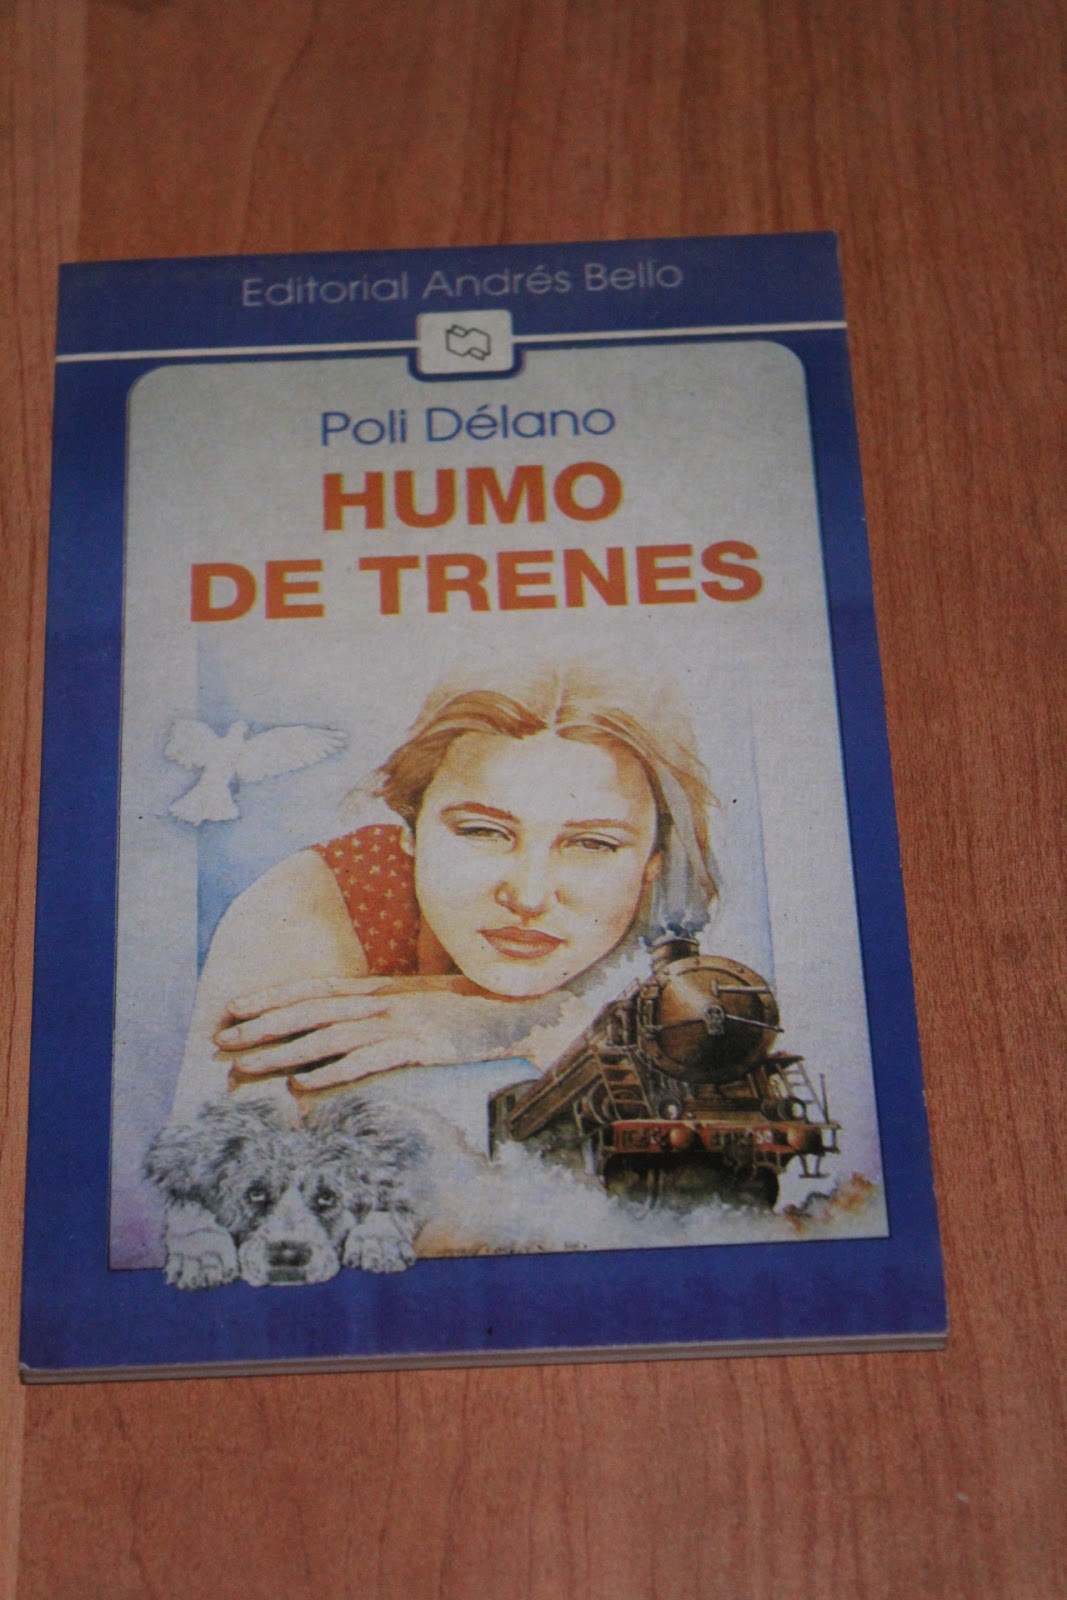 Editorial Andrés Bello
Poli Délano
HUMO
DE TRENES